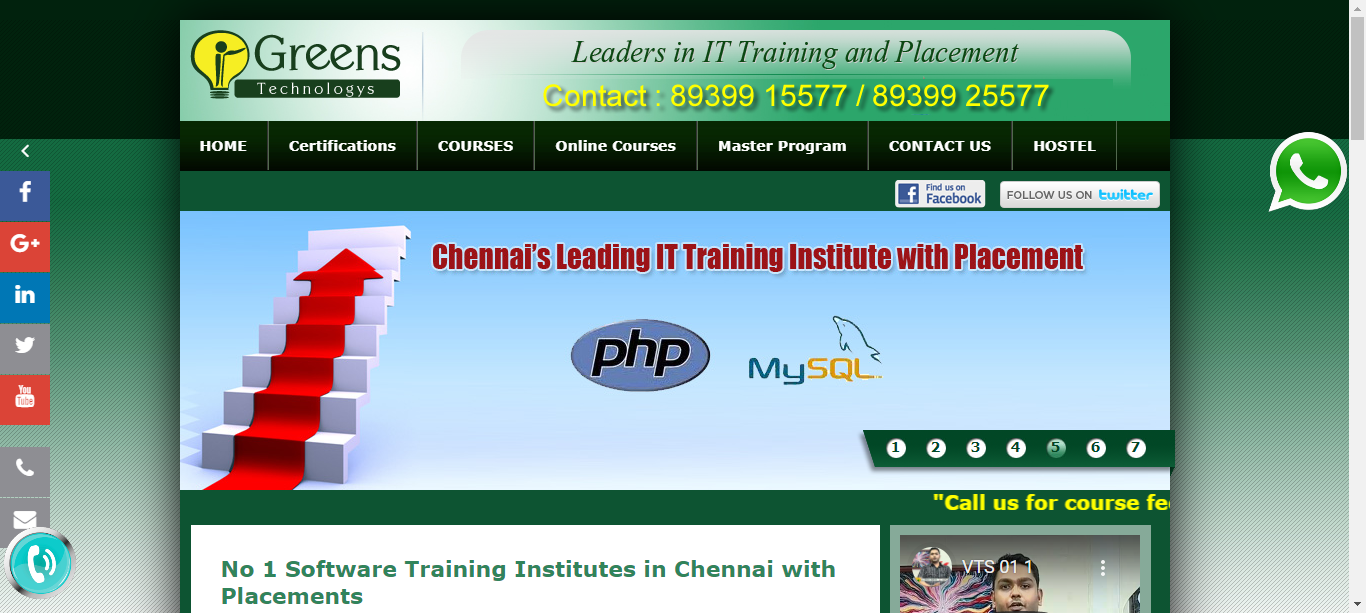 Greens
Technologys
Leaders in IT Training and Placement
Contact : 89399 15577 / 89399 25577
HOME
Certifications
COURSES
Online Courses
Master Program
CONTACT US
HOSTEL
Find us on
Facebook
FOLLOW US ON twitter
Chennai's Leading IT Training Institute with Placement
php
MySQL
1 2 3 4 5 6 7
"Call us for course fe
No 1 Software Training Institutes in Chennai with
Placements
VTS 01 1
f
G+
in
You
Tube